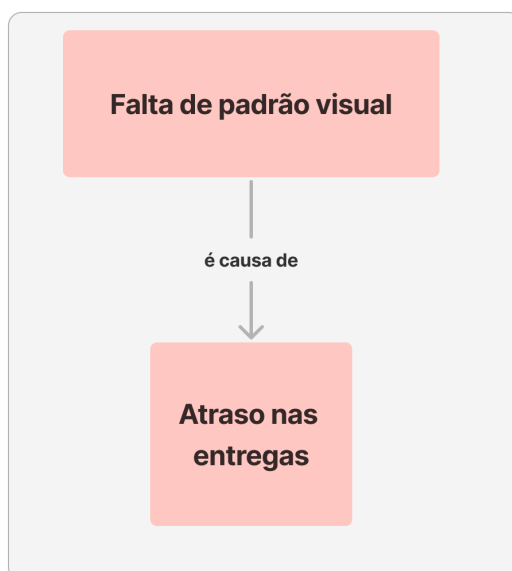 Falta de padrão visual
é causa de
Atraso nas
entregas